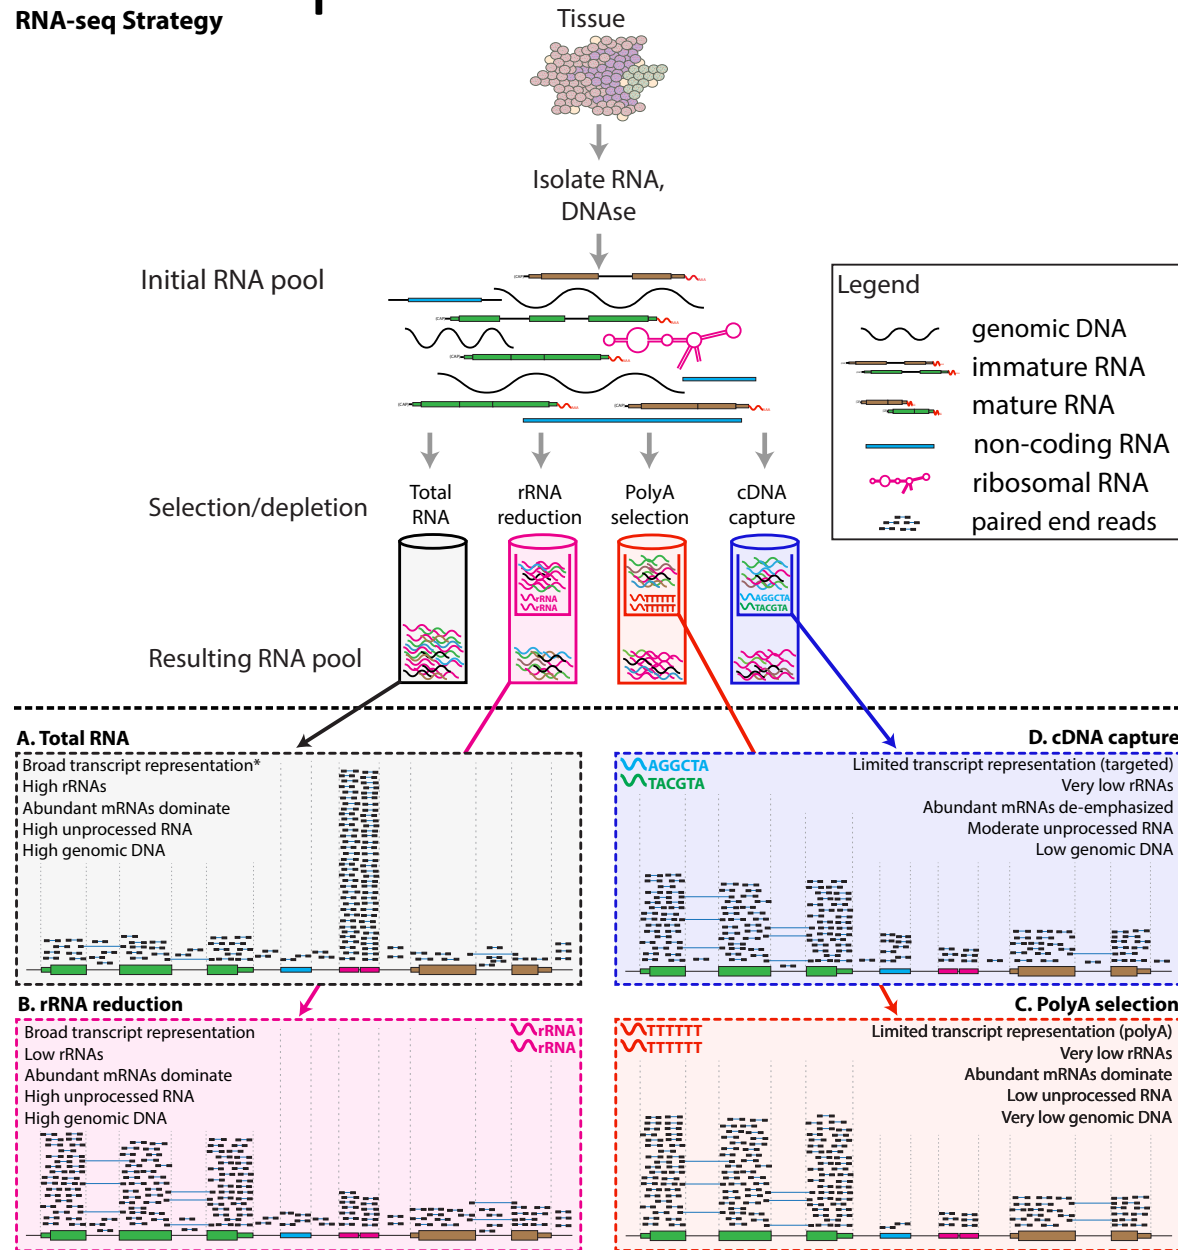 RNA-seq Strategy
Tissue
Isolate RNA,
DNAse
Initial RNA pool
Legend
genomic DNA
immature RNA
mature RNA
non-coding RNA
ribosomal RNA
paired end reads
Selection/depletion
Total
RNA
rRNA
reduction
PolyA
selection
cDNA
capture
rRNA
rRNA
TTTTTT
TTTTTT
AGGCTA
TACGTA
Resulting RNA pool
A. Total RNA
Broad transcript representation*
High rRNAs
Abundant mRNAs dominate
High unprocessed RNA
High genomic DNA
D. cDNA capture
AGGCTA
TACGTA
Limited transcript representation (targeted)
Very low rRNAs
Abundant mRNAs de-emphasized
Moderate unprocessed RNA
Low genomic DNA
B. rRNA reduction
Broad transcript representation
Low rRNAs
Abundant mRNAs dominate
High unprocessed RNA
High genomic DNA
rRNA
rRNA
C. PolyA selection
TTTTTT
TTTTTT
Limited transcript representation (polyA)
Very low rRNAs
Abundant mRNAs dominate
Low unprocessed RNA
Very low genomic DNA